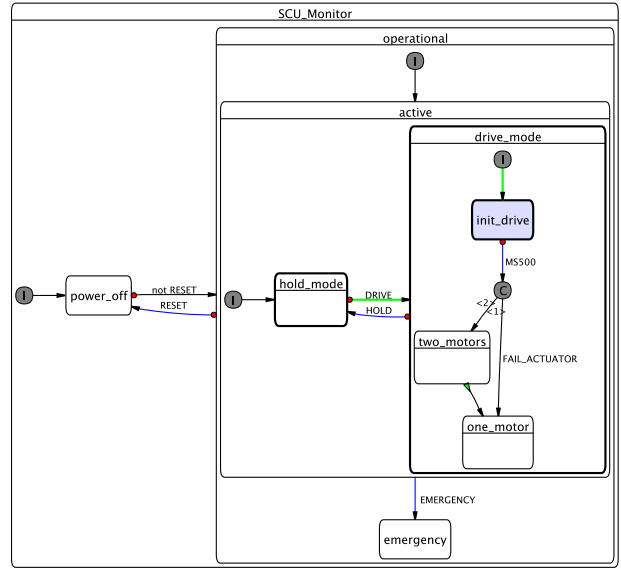 SCU_Monitor
operational
I
active
drive_mode
I
init_drive
MS500
C
<2>
<1>
I
power_off
not RESET
RESET
I
hold_mode
DRIVE
HOLD
two_motors
FAIL_ACTUATOR
one_motor
EMERGENCY
emergency